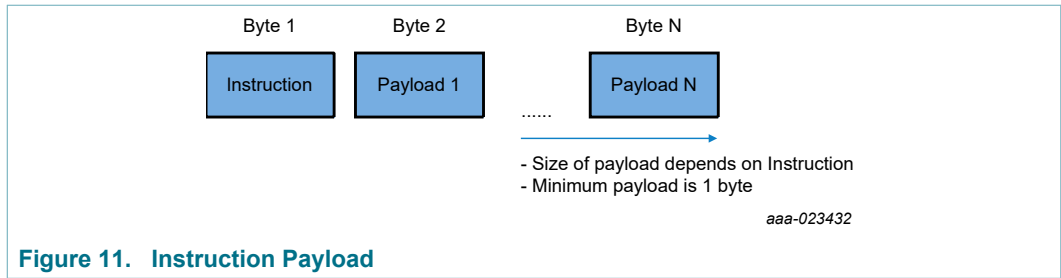 Byte 1 Byte 2 Byte N
Instruction Payload 1 Payload N
......
- Size of payload depends on Instruction
- Minimum payload is 1 byte
aaa-023432
Figure 11. Instruction Payload